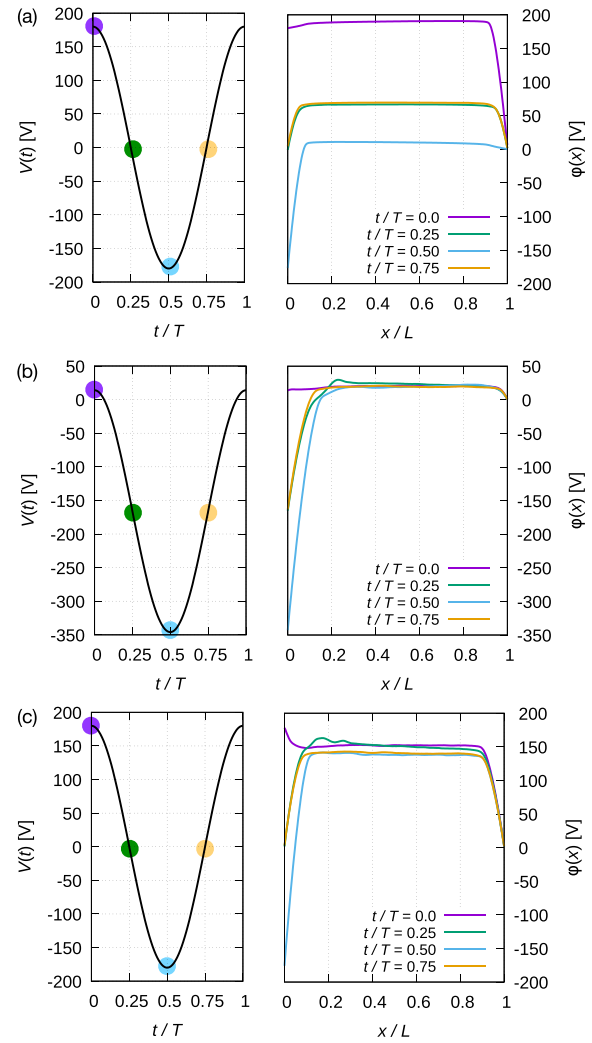 (a)
200
150
100
50
0
-50
-100
-150
-200
V(t) [V]
0 0.25 0.5 0.75 1
t / T
t / T = 0.0
t / T = 0.25
t / T = 0.50
t / T = 0.75
0 0.2 0.4 0.6 0.8 1
x / L
200
150
100
50
0
-50
-100
-150
-200
φ(x) [V]
(b)
50
0
-50
-100
-150
-200
-250
-300
-350
V(t) [V]
0 0.25 0.5 0.75 1
t / T
t / T = 0.0
t / T = 0.25
t / T = 0.50
t / T = 0.75
0 0.2 0.4 0.6 0.8 1
x / L
50
0
-50
-100
-150
-200
-250
-300
-350
φ(x) [V]
(c)
200
150
100
50
0
-50
-100
-150
-200
V(t) [V]
0 0.25 0.5 0.75 1
t / T
t / T = 0.0
t / T = 0.25
t / T = 0.50
t / T = 0.75
0 0.2 0.4 0.6 0.8 1
x / L
200
150
100
50
0
-50
-100
-150
-200
φ(x) [V]